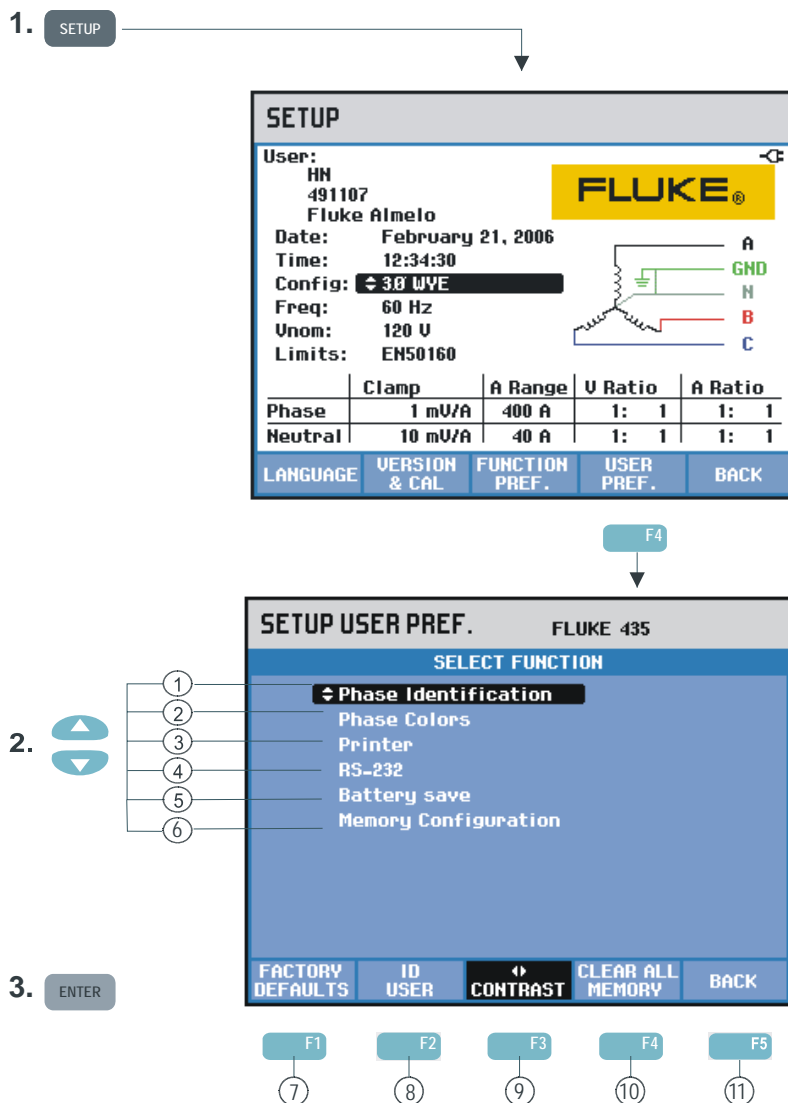 1. SETUP
SETUP
User:
HN
491107
Fluke Almelo
FLUKE®
Date: February 21, 2006
Time: 12:34:30
Config: 3Ø WYE
Freq: 60 Hz
Vnom: 120 V
Limits: EN50160
A
GND
N
B
C
Clamp A Range V Ratio A Ratio
Phase 1 mV/A 400 A 1: 1 1: 1
Neutral 10 mV/A 40 A 1: 1 1: 1
LANGUAGE VERSION & CAL FUNCTION PREF. USER PREF. BACK
F4
SETUP USER PREF. FLUKE 435
SELECT FUNCTION
2.
1 Phase Identification
2 Phase Colors
3 Printer
4 RS-232
5 Battery save
6 Memory Configuration
FACTORY DEFAULTS ID USER CONTRAST CLEAR ALL MEMORY BACK
3. ENTER
F1 F2 F3 F4 F5
7 8 9 10 11